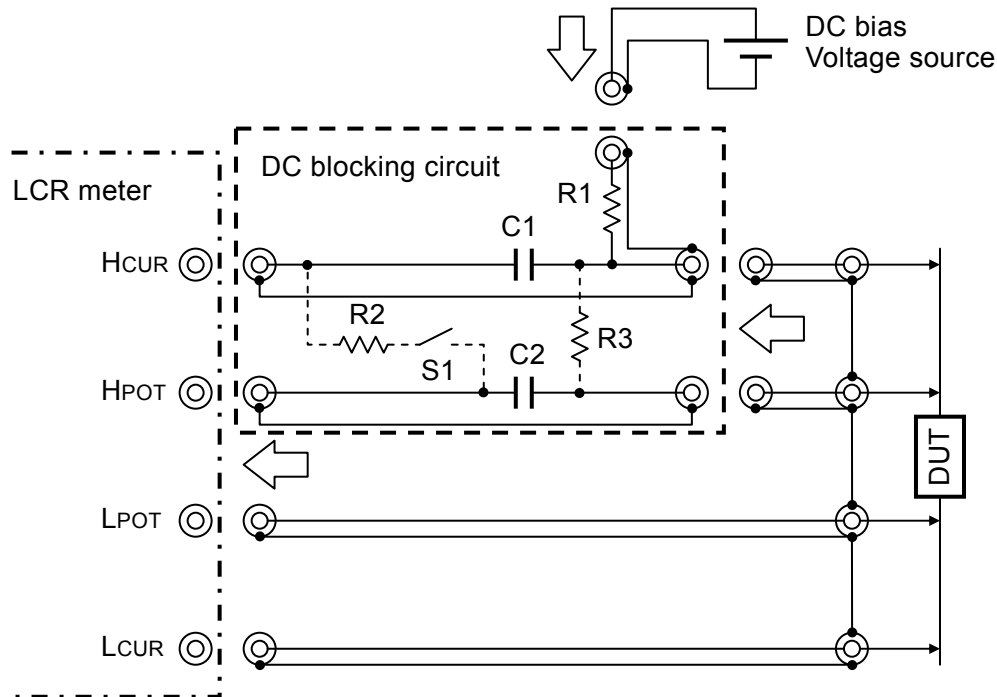 DC bias
Voltage source
DC blocking circuit
LCR meter
R1
C1
HCUR
R2
R3
S1
C2
HPOT
DUT
LPOT
LCUR